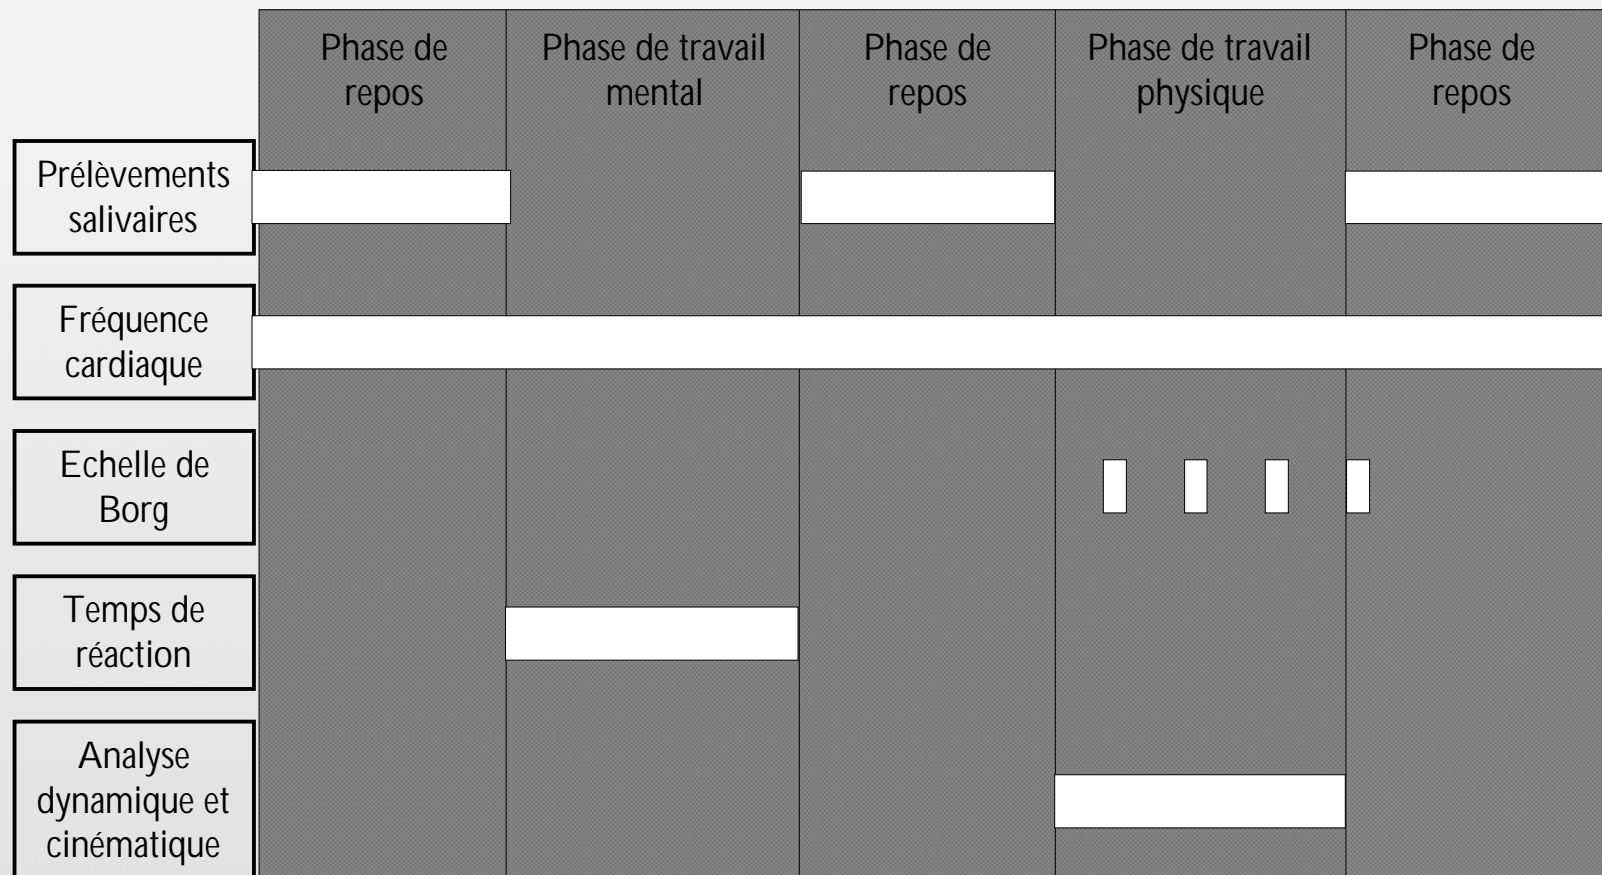 Phase de
repos
Phase de travail
mental
Phase de
repos
Phase de travail
physique
Phase de
repos
Prélèvements
salivaires
Fréquence
cardiaque
Echelle de
Borg
Temps de
réaction
Analyse
dynamique et
cinématique